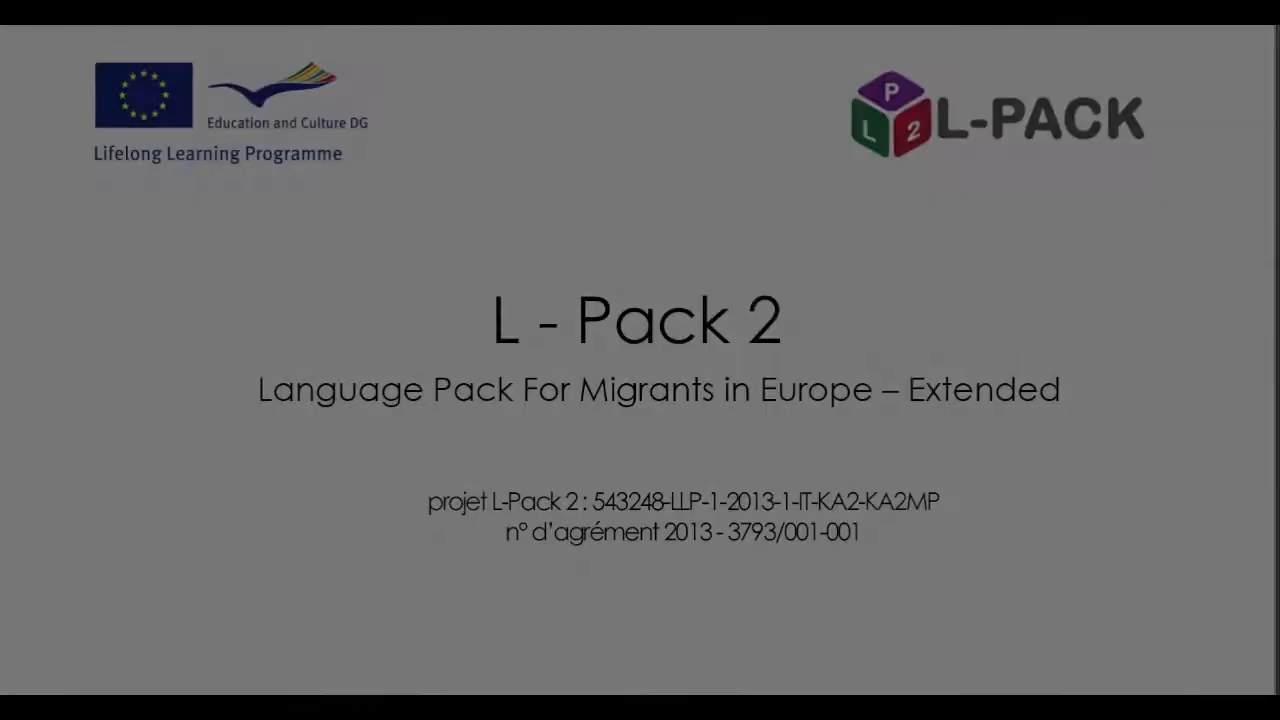 Education and Culture DG
Lifelong Learning Programme
P
L
2
L-PACK
L - Pack 2
Language Pack For Migrants in Europe – Extended
projet L-Pack 2 : 543248-LLP-1-2013-1-IT-KA2-KA2MP
n° d’agrément 2013 - 3793/001-001